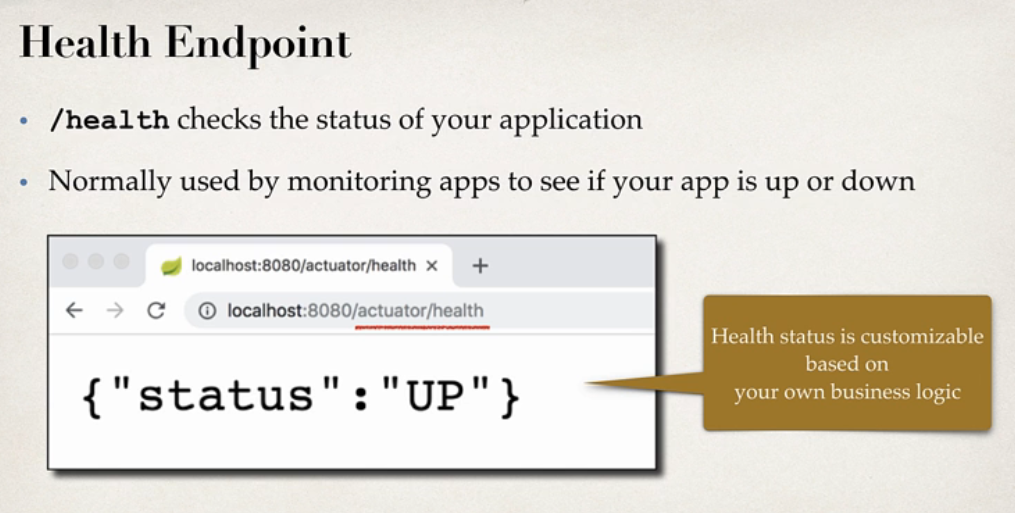 Health Endpoint
• /health checks the status of your application
• Normally used by monitoring apps to see if your app is up or down
localhost:8080/actuator/health × +
localhost:8080/actuator/health
{"status":"UP"}
Health status is customizable
based on
your own business logic